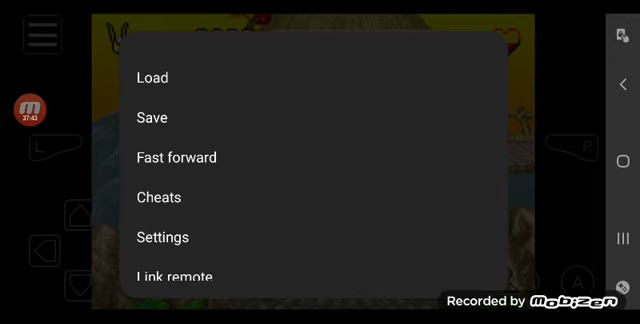 Load
Save
Fast forward
Cheats
Settings
Link remote
37:43
L
R
A
Recorded by Mobizen